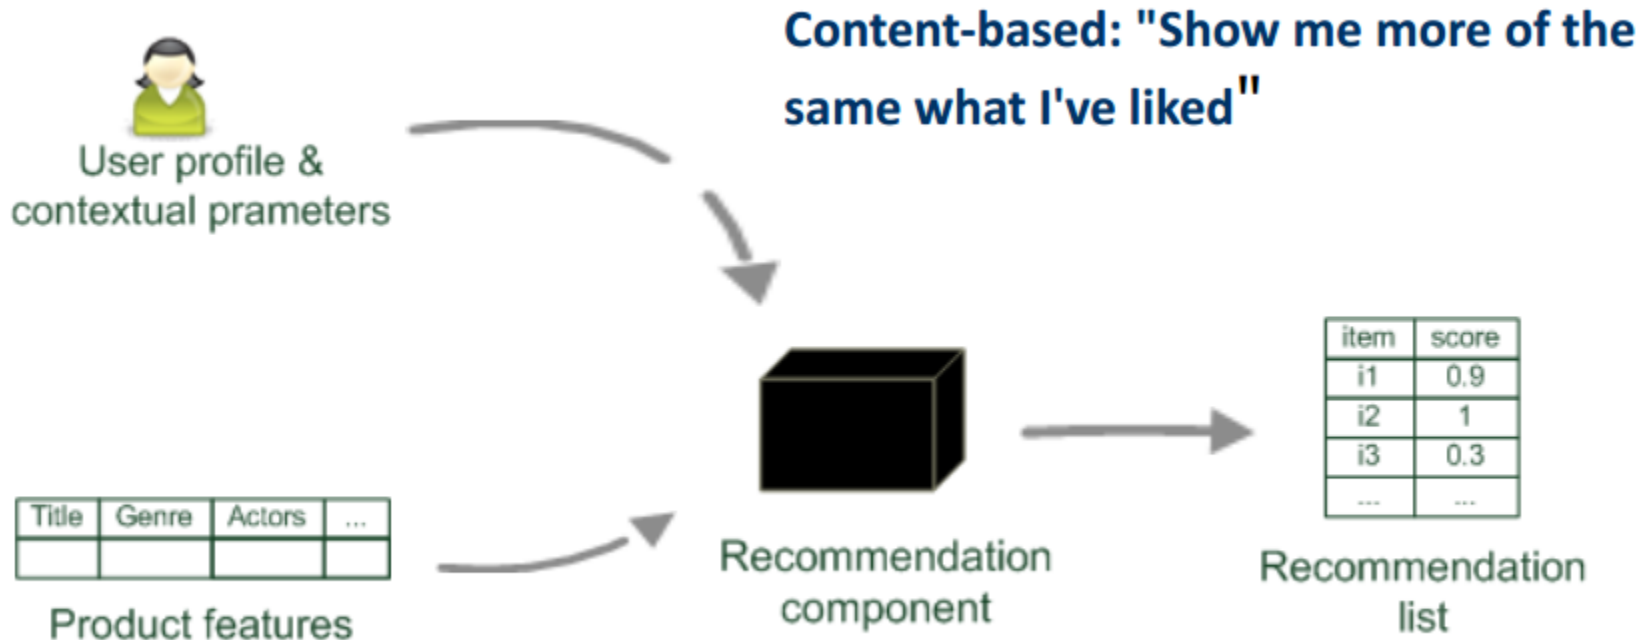 Content-based: "Show me more of the
same what I've liked"
User profile &
contextual prameters
Title Genre Actors ...
Product features
Recommendation
component
item score
i1 0.9
i2 1
i3 0.3
... ...
Recommendation
list